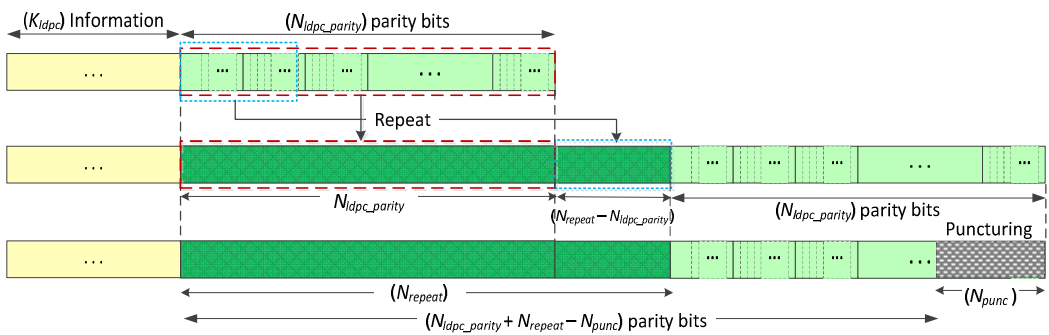 (K_ldpc) Information
(N_ldpc_parity) parity bits
... ... ... ... ... ...
Repeat
... ... ... ... ... ...
N_ldpc_parity
(N_repeat – N_ldpc_parity)
(N_ldpc_parity) parity bits
Puncturing
... ... ... ... ...
(N_repeat)
(N_punc)
(N_ldpc_parity + N_repeat – N_punc) parity bits